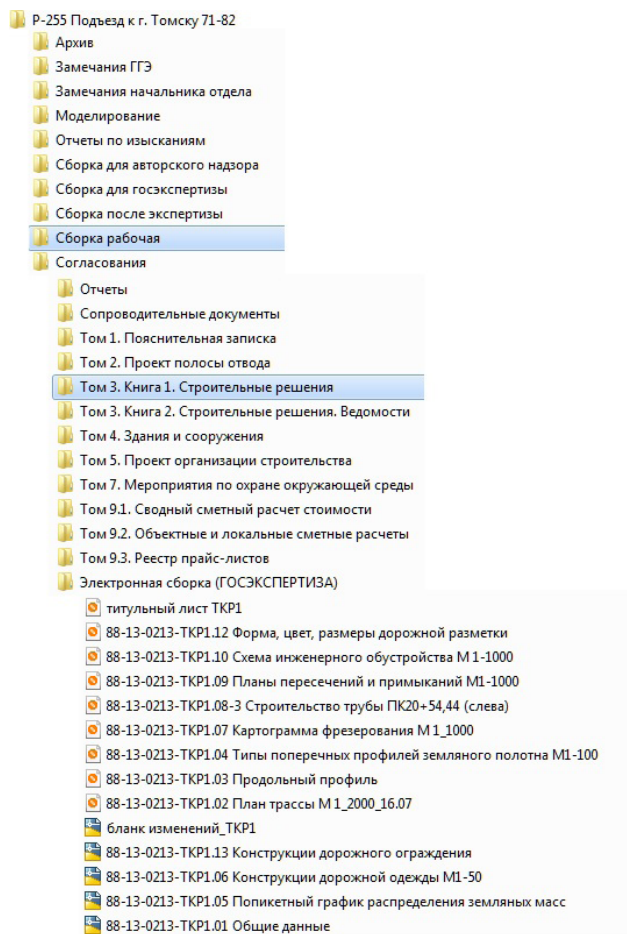 Р-255 Подъезд к г. Томску 71-82
Архив
Замечания ГГЭ
Замечания начальника отдела
Моделирование
Отчеты по изысканиям
Сборка для авторского надзора
Сборка для госэкспертизы
Сборка после экспертизы
Сборка рабочая
Согласования
Отчеты
Сопроводительные документы
Том 1. Пояснительная записка
Том 2. Проект полосы отвода
Том 3. Книга 1. Строительные решения
Том 3. Книга 2. Строительные решения. Ведомости
Том 4. Здания и сооружения
Том 5. Проект организации строительства
Том 7. Мероприятия по охране окружающей среды
Том 9.1. Сводный сметный расчет стоимости
Том 9.2. Объектные и локальные сметные расчеты
Том 9.3. Реестр прайс-листов
Электронная сборка (ГОСЭКСПЕРТИЗА)
титульный лист ТКР1
88-13-0213-ТКР1.12 Форма, цвет, размеры дорожной разметки
88-13-0213-ТКР1.10 Схема инженерного обустройства М 1-1000
88-13-0213-ТКР1.09 Планы пересечений и примыканий М1-1000
88-13-0213-ТКР1.08-3 Строительство трубы ПК20+54,44 (слева)
88-13-0213-ТКР1.07 Картограмма фрезерования М 1_1000
88-13-0213-ТКР1.04 Типы поперечных профилей земляного полотна М1-100
88-13-0213-ТКР1.03 Продольный профиль
88-13-0213-ТКР1.02 План трассы М 1_2000_16.07
бланк изменений_ТКР1
88-13-0213-ТКР1.13 Конструкции дорожного ограждения
88-13-0213-ТКР1.06 Конструкции дорожной одежды М1-50
88-13-0213-ТКР1.05 Попикетный график распределения земляных масс
88-13-0213-ТКР1.01 Общие данные